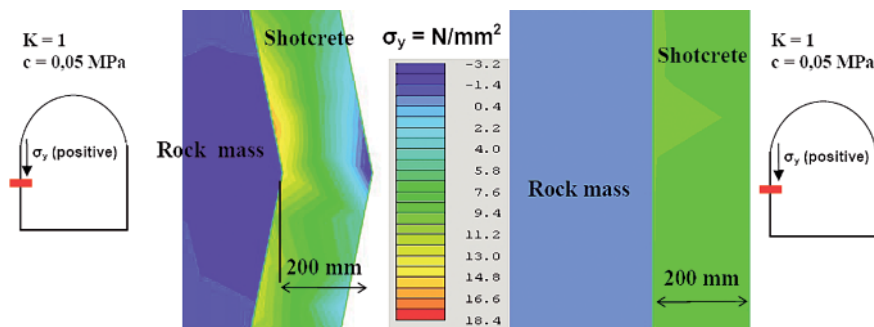 K = 1
c = 0,05 MPa
σy (positive)
Shotcrete
Rock mass
200 mm
σy = N/mm²
-3.2
-1.4
0.4
2.2
4.0
5.8
7.6
9.4
11.2
13.0
14.8
16.6
18.4
Shotcrete
Rock mass
200 mm
K = 1
c = 0,05 MPa
σy (positive)